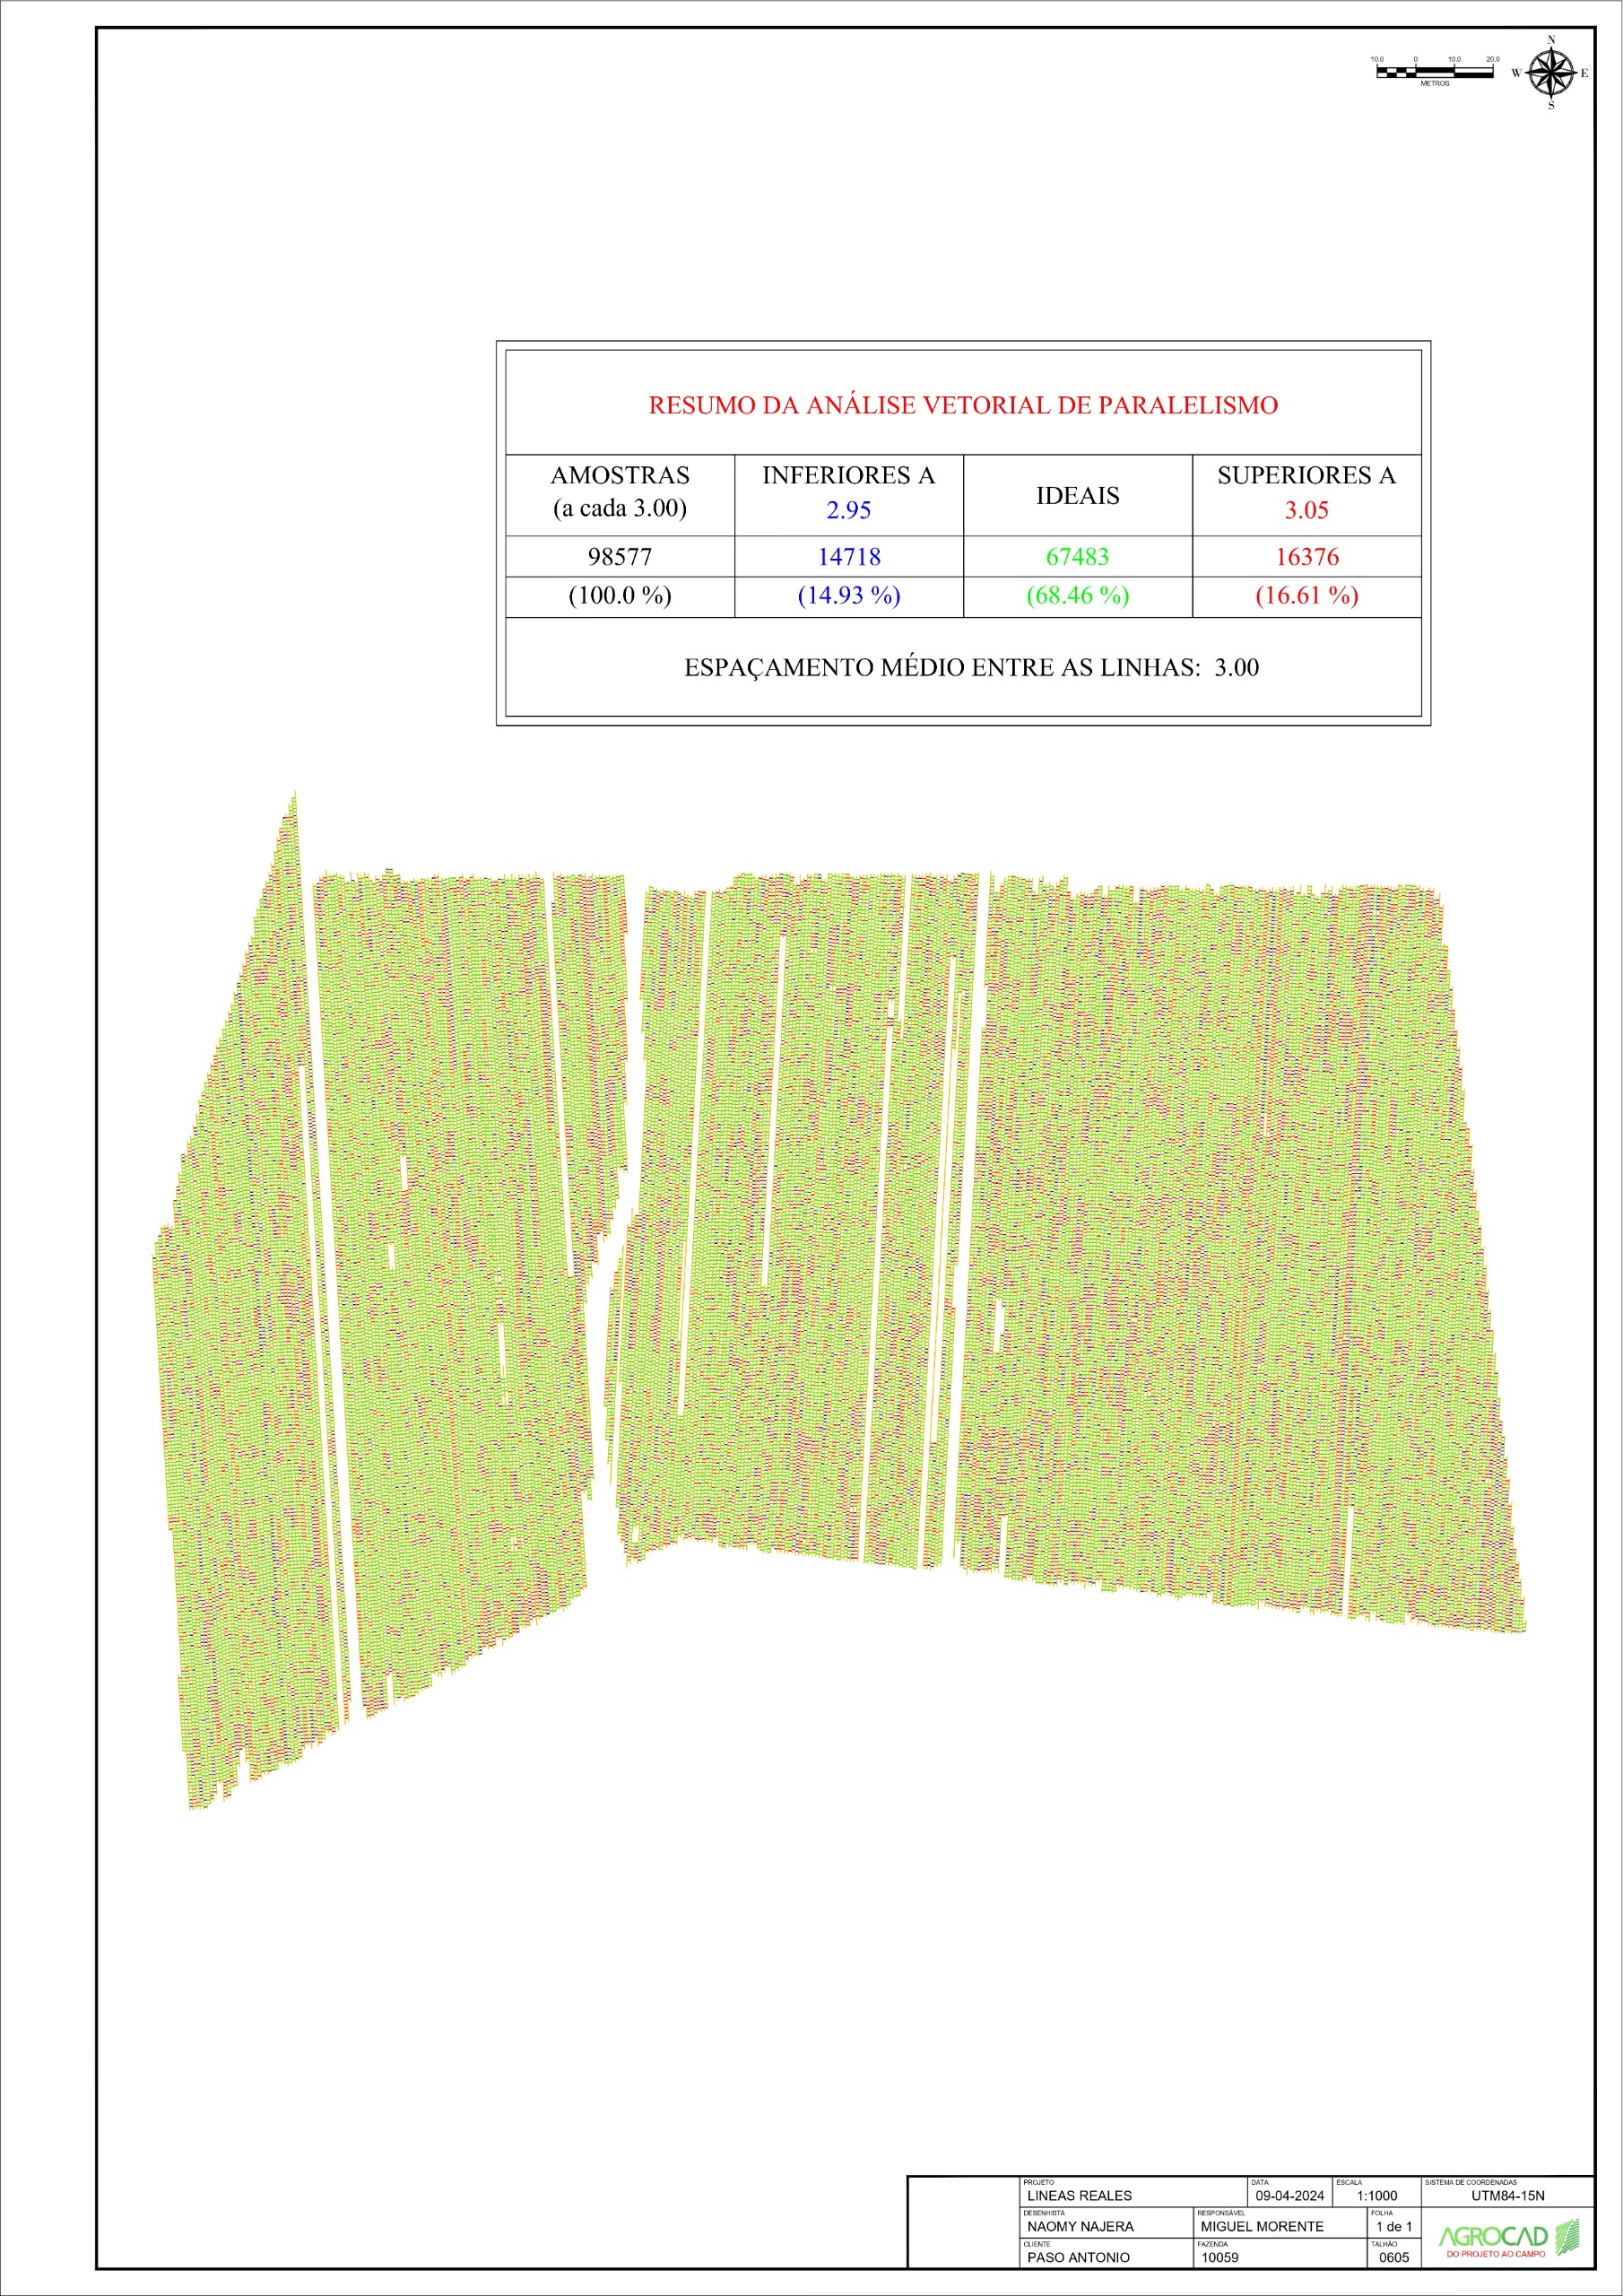 N
10.0 0 10.0 20.0
W E
METROS
S
RESUMO DA ANÁLISE VETORIAL DE PARALELISMO
AMOSTRAS
(a cada 3.00)
INFERIORES A
2.95
IDEAIS
SUPERIORES A
3.05
98577 14718 67483 16376
(100.0 %) (14.93 %) (68.46 %) (16.61 %)
ESPAÇAMENTO MÉDIO ENTRE AS LINHAS: 3.00
PROJETO DATA ESCALA SISTEMA DE COORDENADAS
LINEAS REALES 09-04-2024 1:1000 UTM84-15N
DESENHISTA RESPONSÁVEL FOLHA
NAOMY NAJERA MIGUEL MORENTE 1 de 1
CLIENTE FAZENDA TALHÃO
PASO ANTONIO 10059 0605
AGROCAD
DO PROJETO AO CAMPO